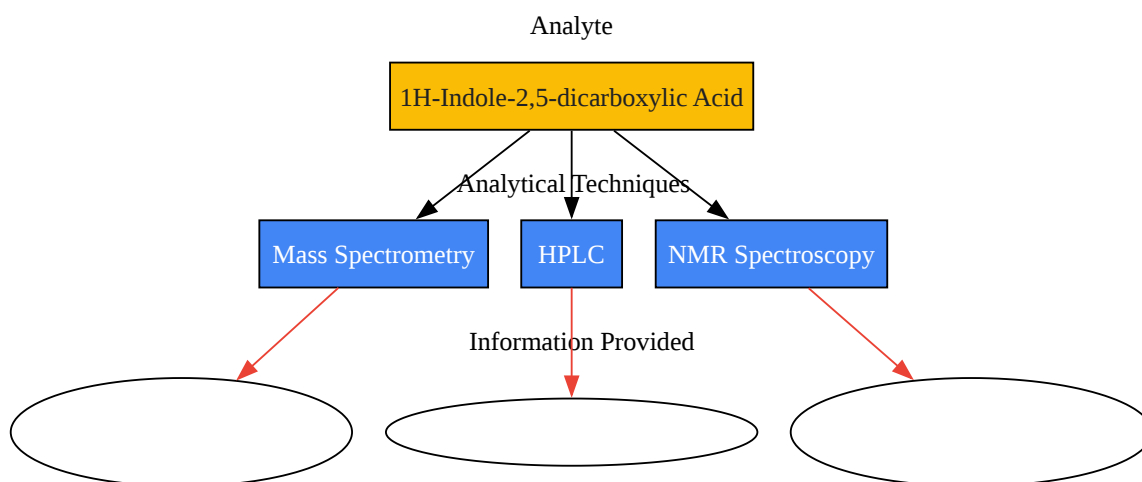 Analyte
1H-Indole-2,5-dicarboxylic Acid
Analytical Techniques
Mass Spectrometry
HPLC
NMR Spectroscopy
Information Provided